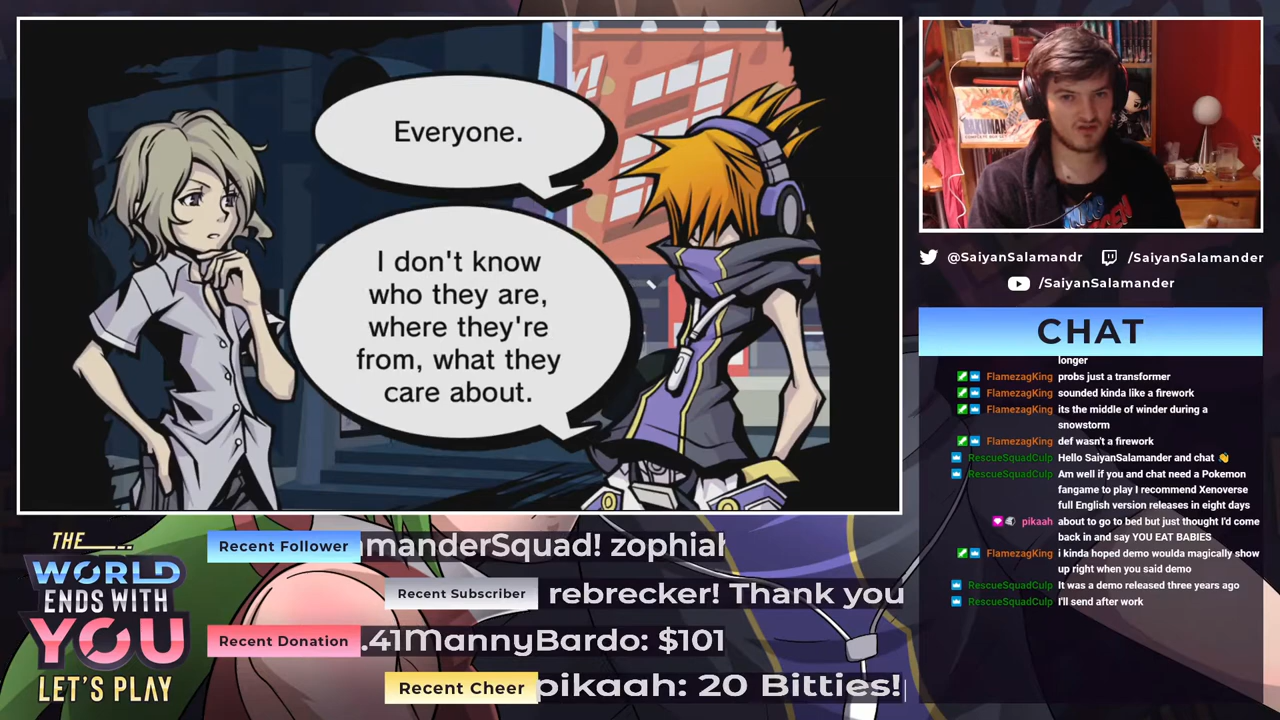 Everyone.
I don't know
who they are,
where they're
from, what they
care about.
y!
BAKUMAN
@SaiyanSalamandr
/SaiyanSalamander
/SaiyanSalamander
CHAT
longer
FlamezagKing probs just a transformer
FlamezagKing sounded kinda like a firework
FlamezagKing its the middle of winder during a
snowstorm
FlamezagKing def wasn't a firework
RescueSquadCulp Hello SaiyanSalamander and chat 👋
RescueSquadCulp Am well if you and chat need a Pokemon
fangame to play I recommend Xenoverse
full English version releases in eight days
pikaah about to go to bed but just thought I'd come
back in and say YOU EAT BABIES
FlamezagKing i kinda hoped demo woulda magically show
up right when you said demo
RescueSquadCulp It was a demo released three years ago
RescueSquadCulp I'll send after work
THE
WORLD
ENDS WITH
YOU
LET'S PLAY
Recent Follower manderSquad! zophiah
Recent Subscriber rebrecker! Thank you
Recent Donation .41MannyBardo: $101
Recent Cheer pikaah: 20 Bitties!